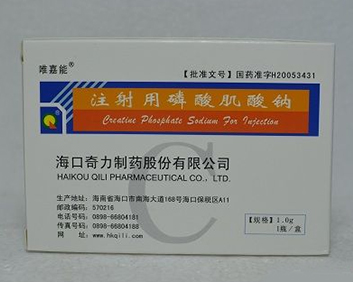 唯嘉能®
【批准文号】国药准字H20053431
注射用磷酸肌酸钠
Creatine Phosphate Sodium For Injection
海口奇力制药股份有限公司
HAIKOU QILI PHARMACEUTICAL CO., LTD.
生产地址：海南省海口市南海大道168号海口保税区A11
邮政编码：570216
电话号码：0898-66804181
传真号码：0898-66804188
网 址：www.hkqili.com
【规格】1.0g
1瓶/盒
C